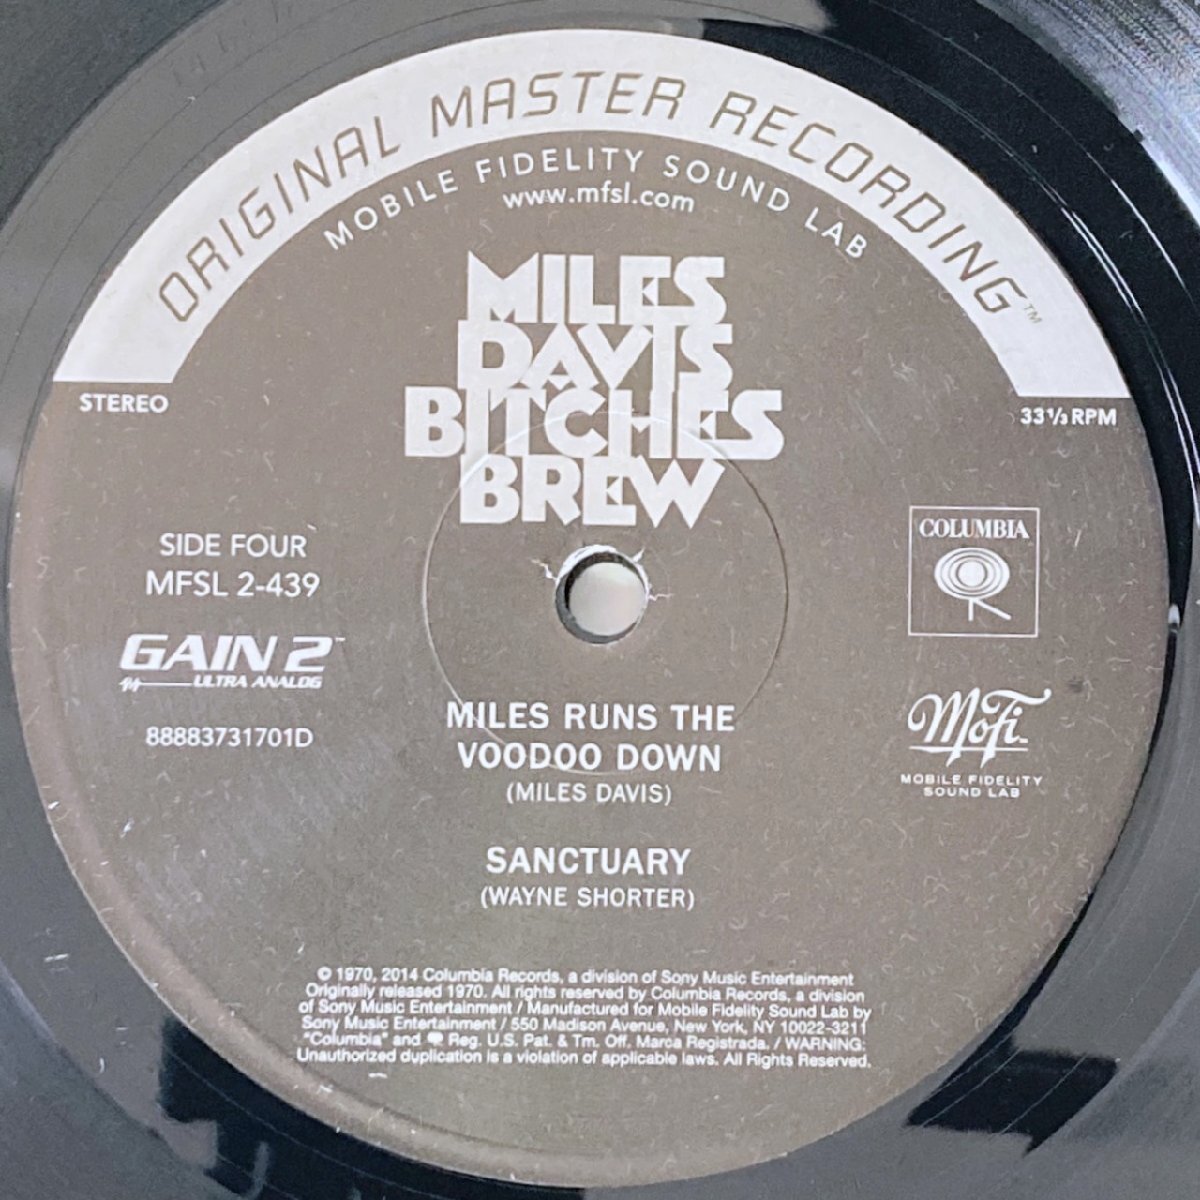 ORIGINAL MASTER RECORDING™
MOBILE FIDELITY SOUND LAB
www.mfsl.com
MILES
DAVIS
BITCHES
BREW
STEREO
33⅓ RPM
SIDE FOUR
MFSL 2-439
GAIN 2™
ULTRA ANALOG
88883731701D
COLUMBIA
MoFi
MOBILE FIDELITY
SOUND LAB
MILES RUNS THE
VOODOO DOWN
(MILES DAVIS)
SANCTUARY
(WAYNE SHORTER)
© 1970, 2014 Columbia Records, a division of Sony Music Entertainment
Originally released 1970. All rights reserved by Columbia Records, a division
of Sony Music Entertainment / Manufactured for Mobile Fidelity Sound Lab by
Sony Music Entertainment / 550 Madison Avenue, New York, NY 10022-3211
"Columbia" and Reg. U.S. Pat. & Tm. Off. Marca Registrada. / WARNING:
Unauthorized duplication is a violation of applicable laws. All Rights Reserved.